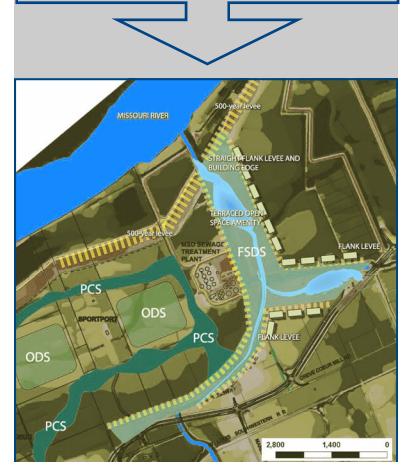 500-year levee
MISSOURI RIVER
STRAIGHT FLANK LEVEE AND
BUILDING EDGE
TERRACED OPEN
SPACE AMENITY
500-year levee
MSD SEWAGE
TREATMENT
PLANT
FSDS
FLANK LEVEE
PCS
SPORTPORT
ODS
PCS
ODS
FLANK LEVEE
PCS
SOUTHWESTERN R R
2,800 1,400 0